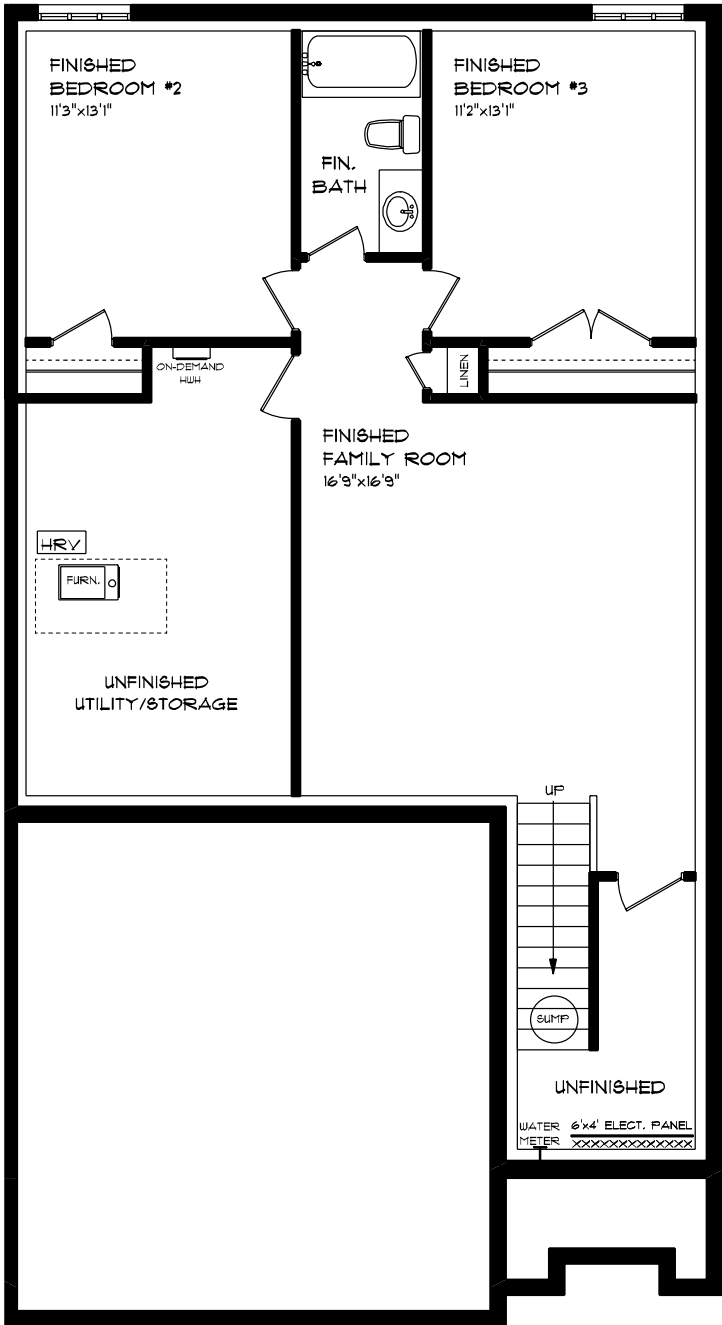 FINISHED
BEDROOM #2
11'3"x13'1"
FINISHED
BEDROOM #3
11'2"x13'1"
FIN.
BATH
ON-DEMAND
HWH
LINEN
FINISHED
FAMILY ROOM
16'9"x16'9"
HRV
FURN.
UNFINISHED
UTILITY/STORAGE
UP
SUMP
UNFINISHED
WATER
METER
6'x4' ELECT. PANEL